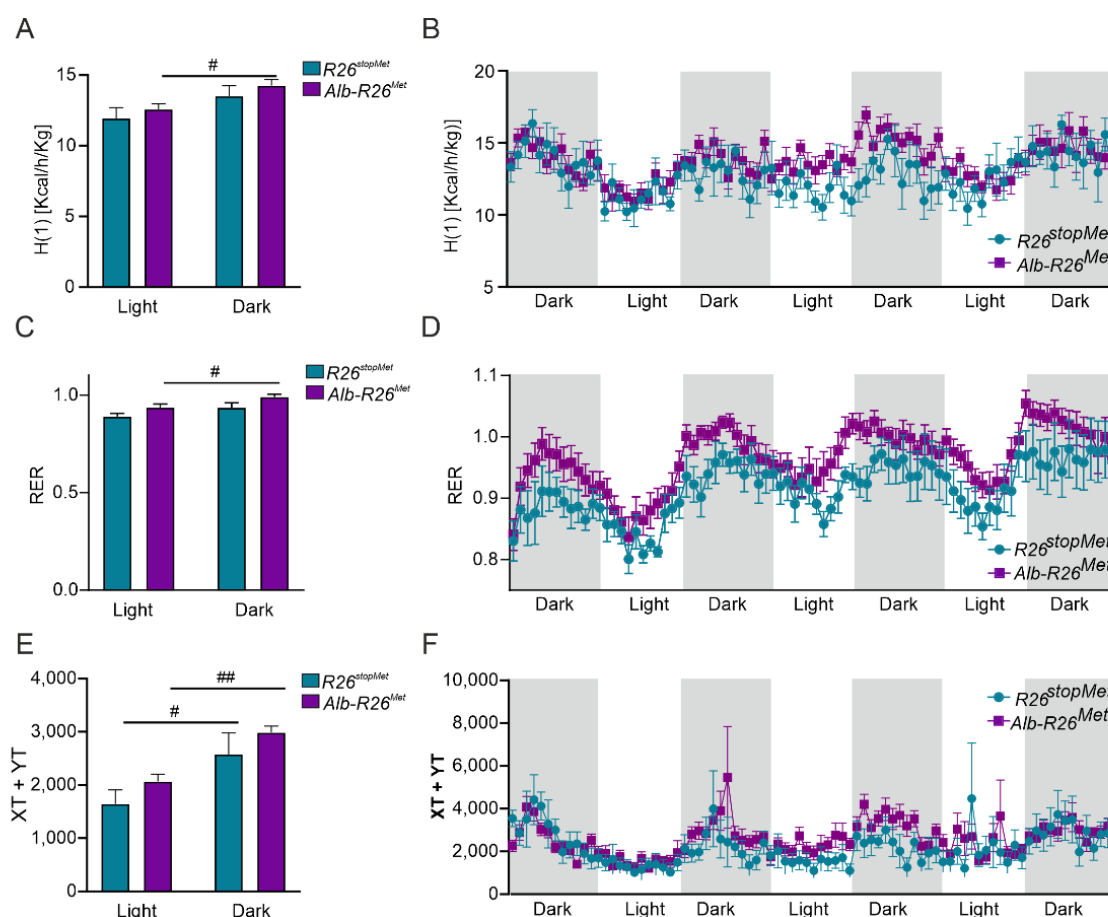 A
R26stopMet
Alb-R26Met
#
15
10
5
0
H(1) [Kcal/h/Kg]
Light
Dark
B
20
15
10
5
H(1) [Kcal/h/kg)]
R26stopMe
Alb-R26Me
Dark
Light
Dark
Light
Dark
Light
Dark
C
R26stopMet
Alb-R26Met
#
1.0
0.5
0.0
RER
Light
Dark
D
1.1
1.0
0.9
0.8
RER
R26stopMet
Alb-R26Met
Dark
Light
Dark
Light
Dark
Light
Dark
E
R26stopMet
Alb-R26Met
##
#
4,000
3,000
2,000
1,000
0
XT + YT
Light
Dark
F
10,000
8,000
6,000
4,000
2,000
0
XT + YT
R26stopMe
Alb-R26Met
Dark
Light
Dark
Light
Dark
Light
Dark